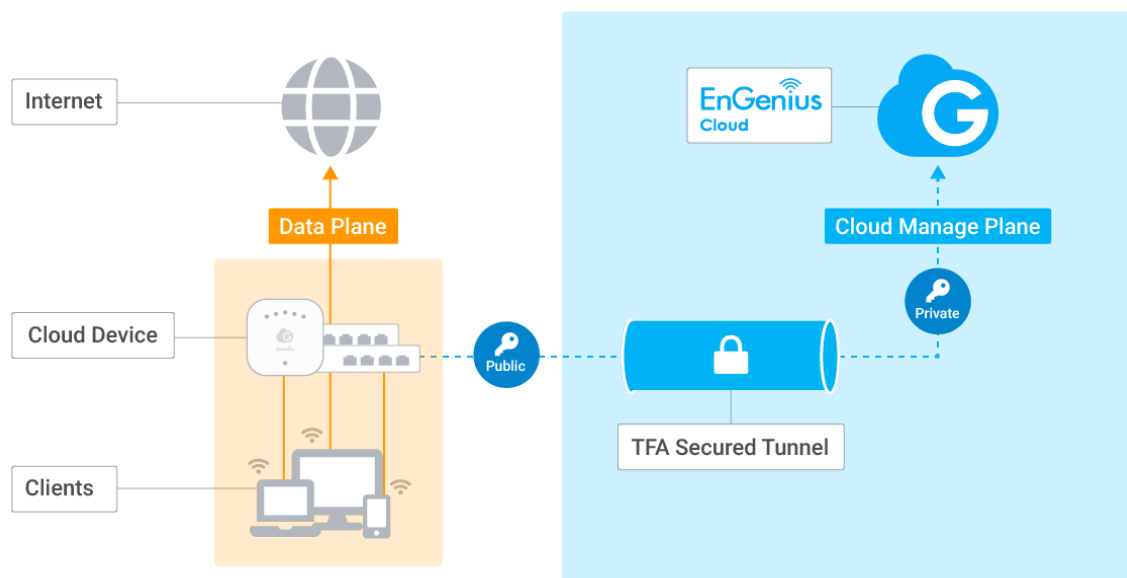 Internet
EnGenius
Cloud
G
Data Plane
Cloud Manage Plane
Cloud Device
G
Private
Public
TFA Secured Tunnel
Clients